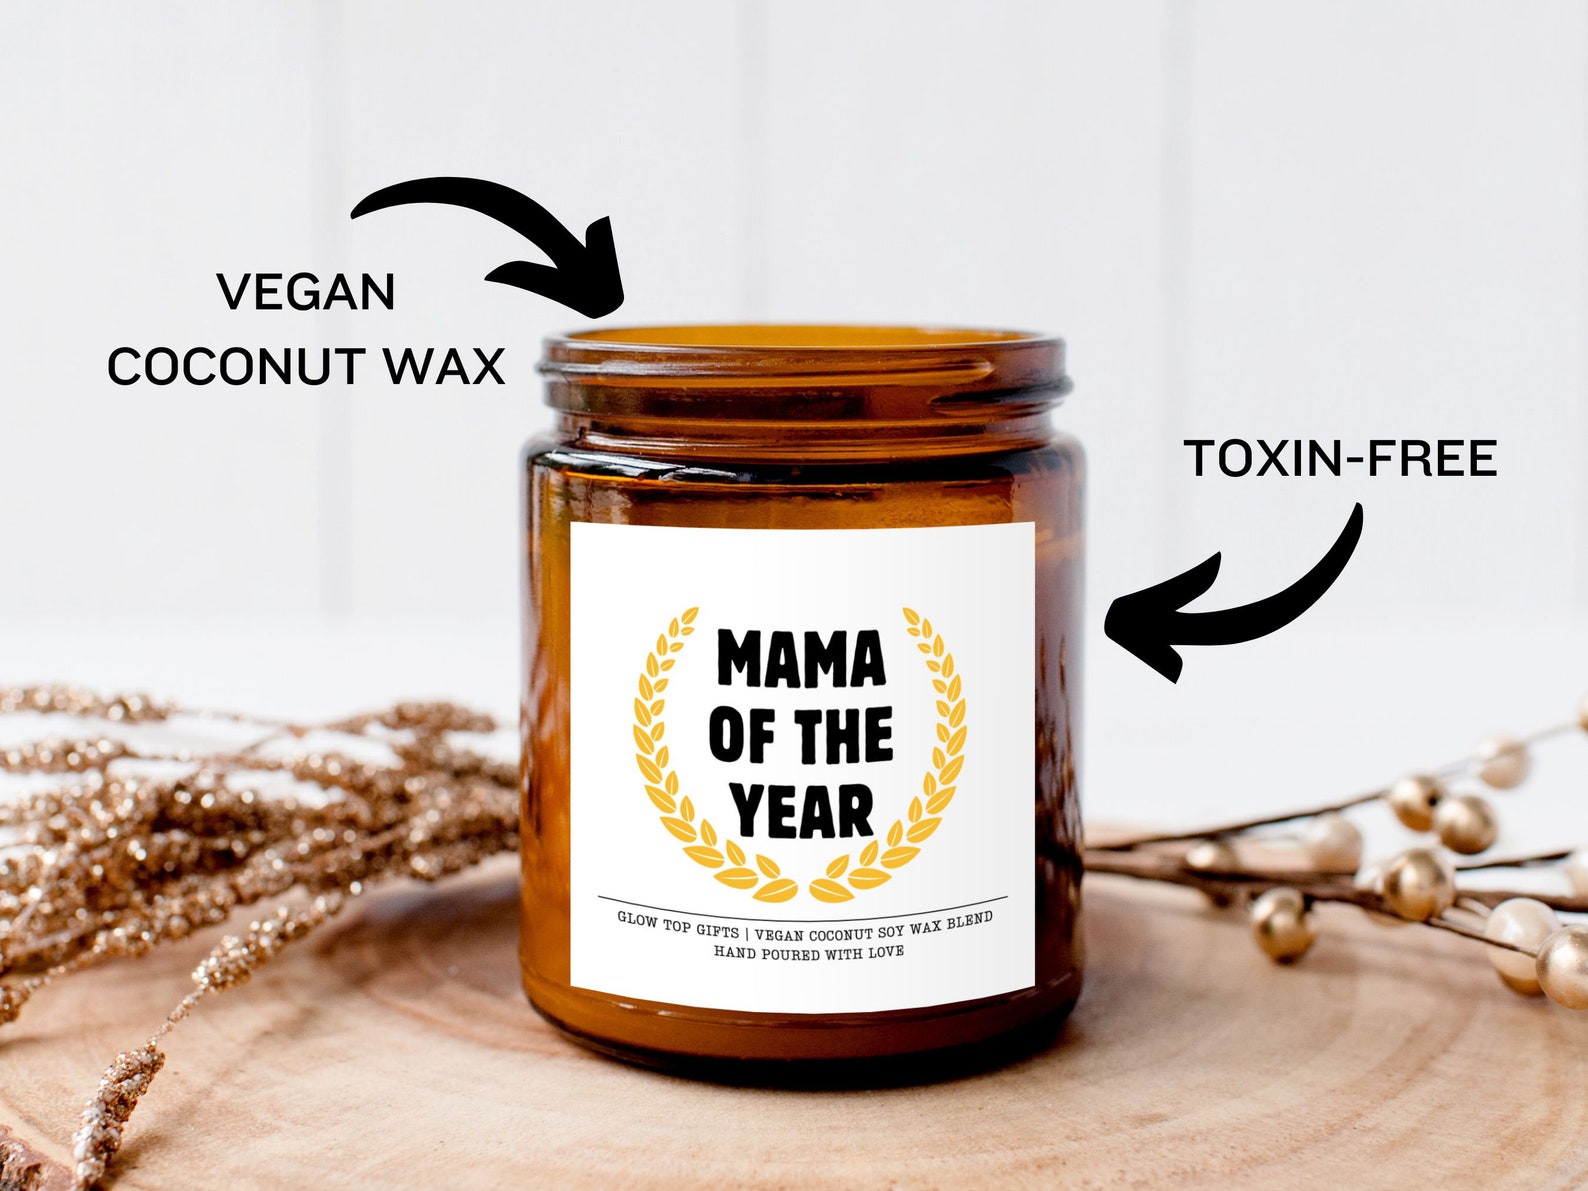 VEGAN
COCONUT WAX
TOXIN-FREE
MAMA
OF THE
YEAR
GLOW TOP GIFTS | VEGAN COCONUT SOY WAX BLEND
HAND POURED WITH LOVE